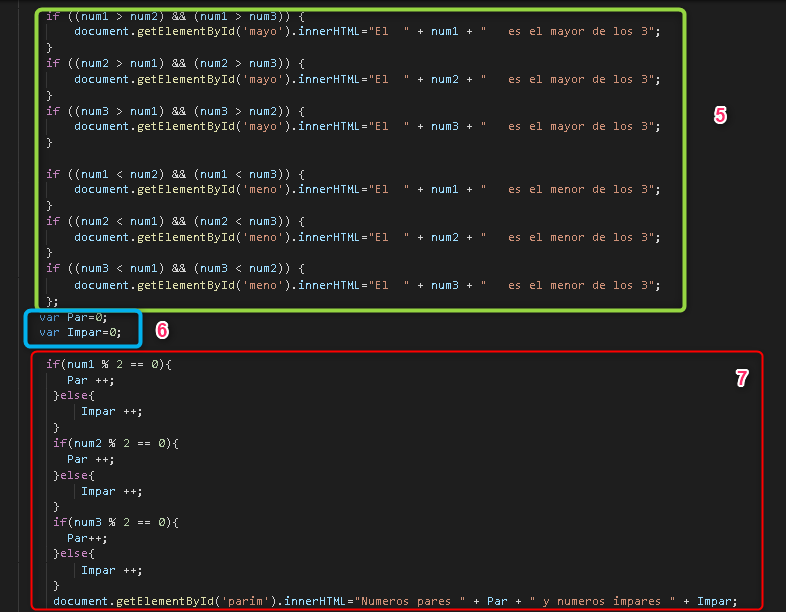 if ((num1 > num2) && (num1 > num3)) {
    document.getElementById('mayo').innerHTML="El  " + num1 + "   es el mayor de los 3";
}
if ((num2 > num1) && (num2 > num3)) {
    document.getElementById('mayo').innerHTML="El  " + num2 + "   es el mayor de los 3";
}
if ((num3 > num1) && (num3 > num2)) {
    document.getElementById('mayo').innerHTML="El  " + num3 + "   es el mayor de los 3";
}
5
if ((num1 < num2) && (num1 < num3)) {
    document.getElementById('meno').innerHTML="El  " + num1 + "   es el menor de los 3";
}
if ((num2 < num1) && (num2 < num3)) {
    document.getElementById('meno').innerHTML="El  " + num2 + "   es el menor de los 3";
}
if ((num3 < num1) && (num3 < num2)) {
    document.getElementById('meno').innerHTML="El  " + num3 + "   es el menor de los 3";
};
var Par=0;
var Impar=0;
6
if(num1 % 2 == 0){
   Par ++;
 }else{
     Impar ++;
 }
 if(num2 % 2 == 0){
   Par ++;
 }else{
     Impar ++;
 }
 if(num3 % 2 == 0){
   Par++;
 }else{
     Impar ++;
 }
 document.getElementById('parim').innerHTML="Numeros pares " + Par + " y numeros impares " + Impar;
7